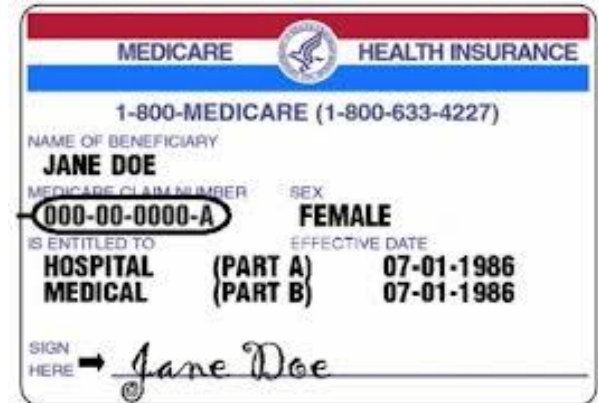 MEDICARE HEALTH INSURANCE
1-800-MEDICARE (1-800-633-4227)
NAME OF BENEFICIARY
JANE DOE
MEDICARE CLAIM NUMBER SEX
000-00-0000-A FEMALE
IS ENTITLED TO EFFECTIVE DATE
HOSPITAL (PART A) 07-01-1986
MEDICAL (PART B) 07-01-1986
SIGN
HERE Jane Doe